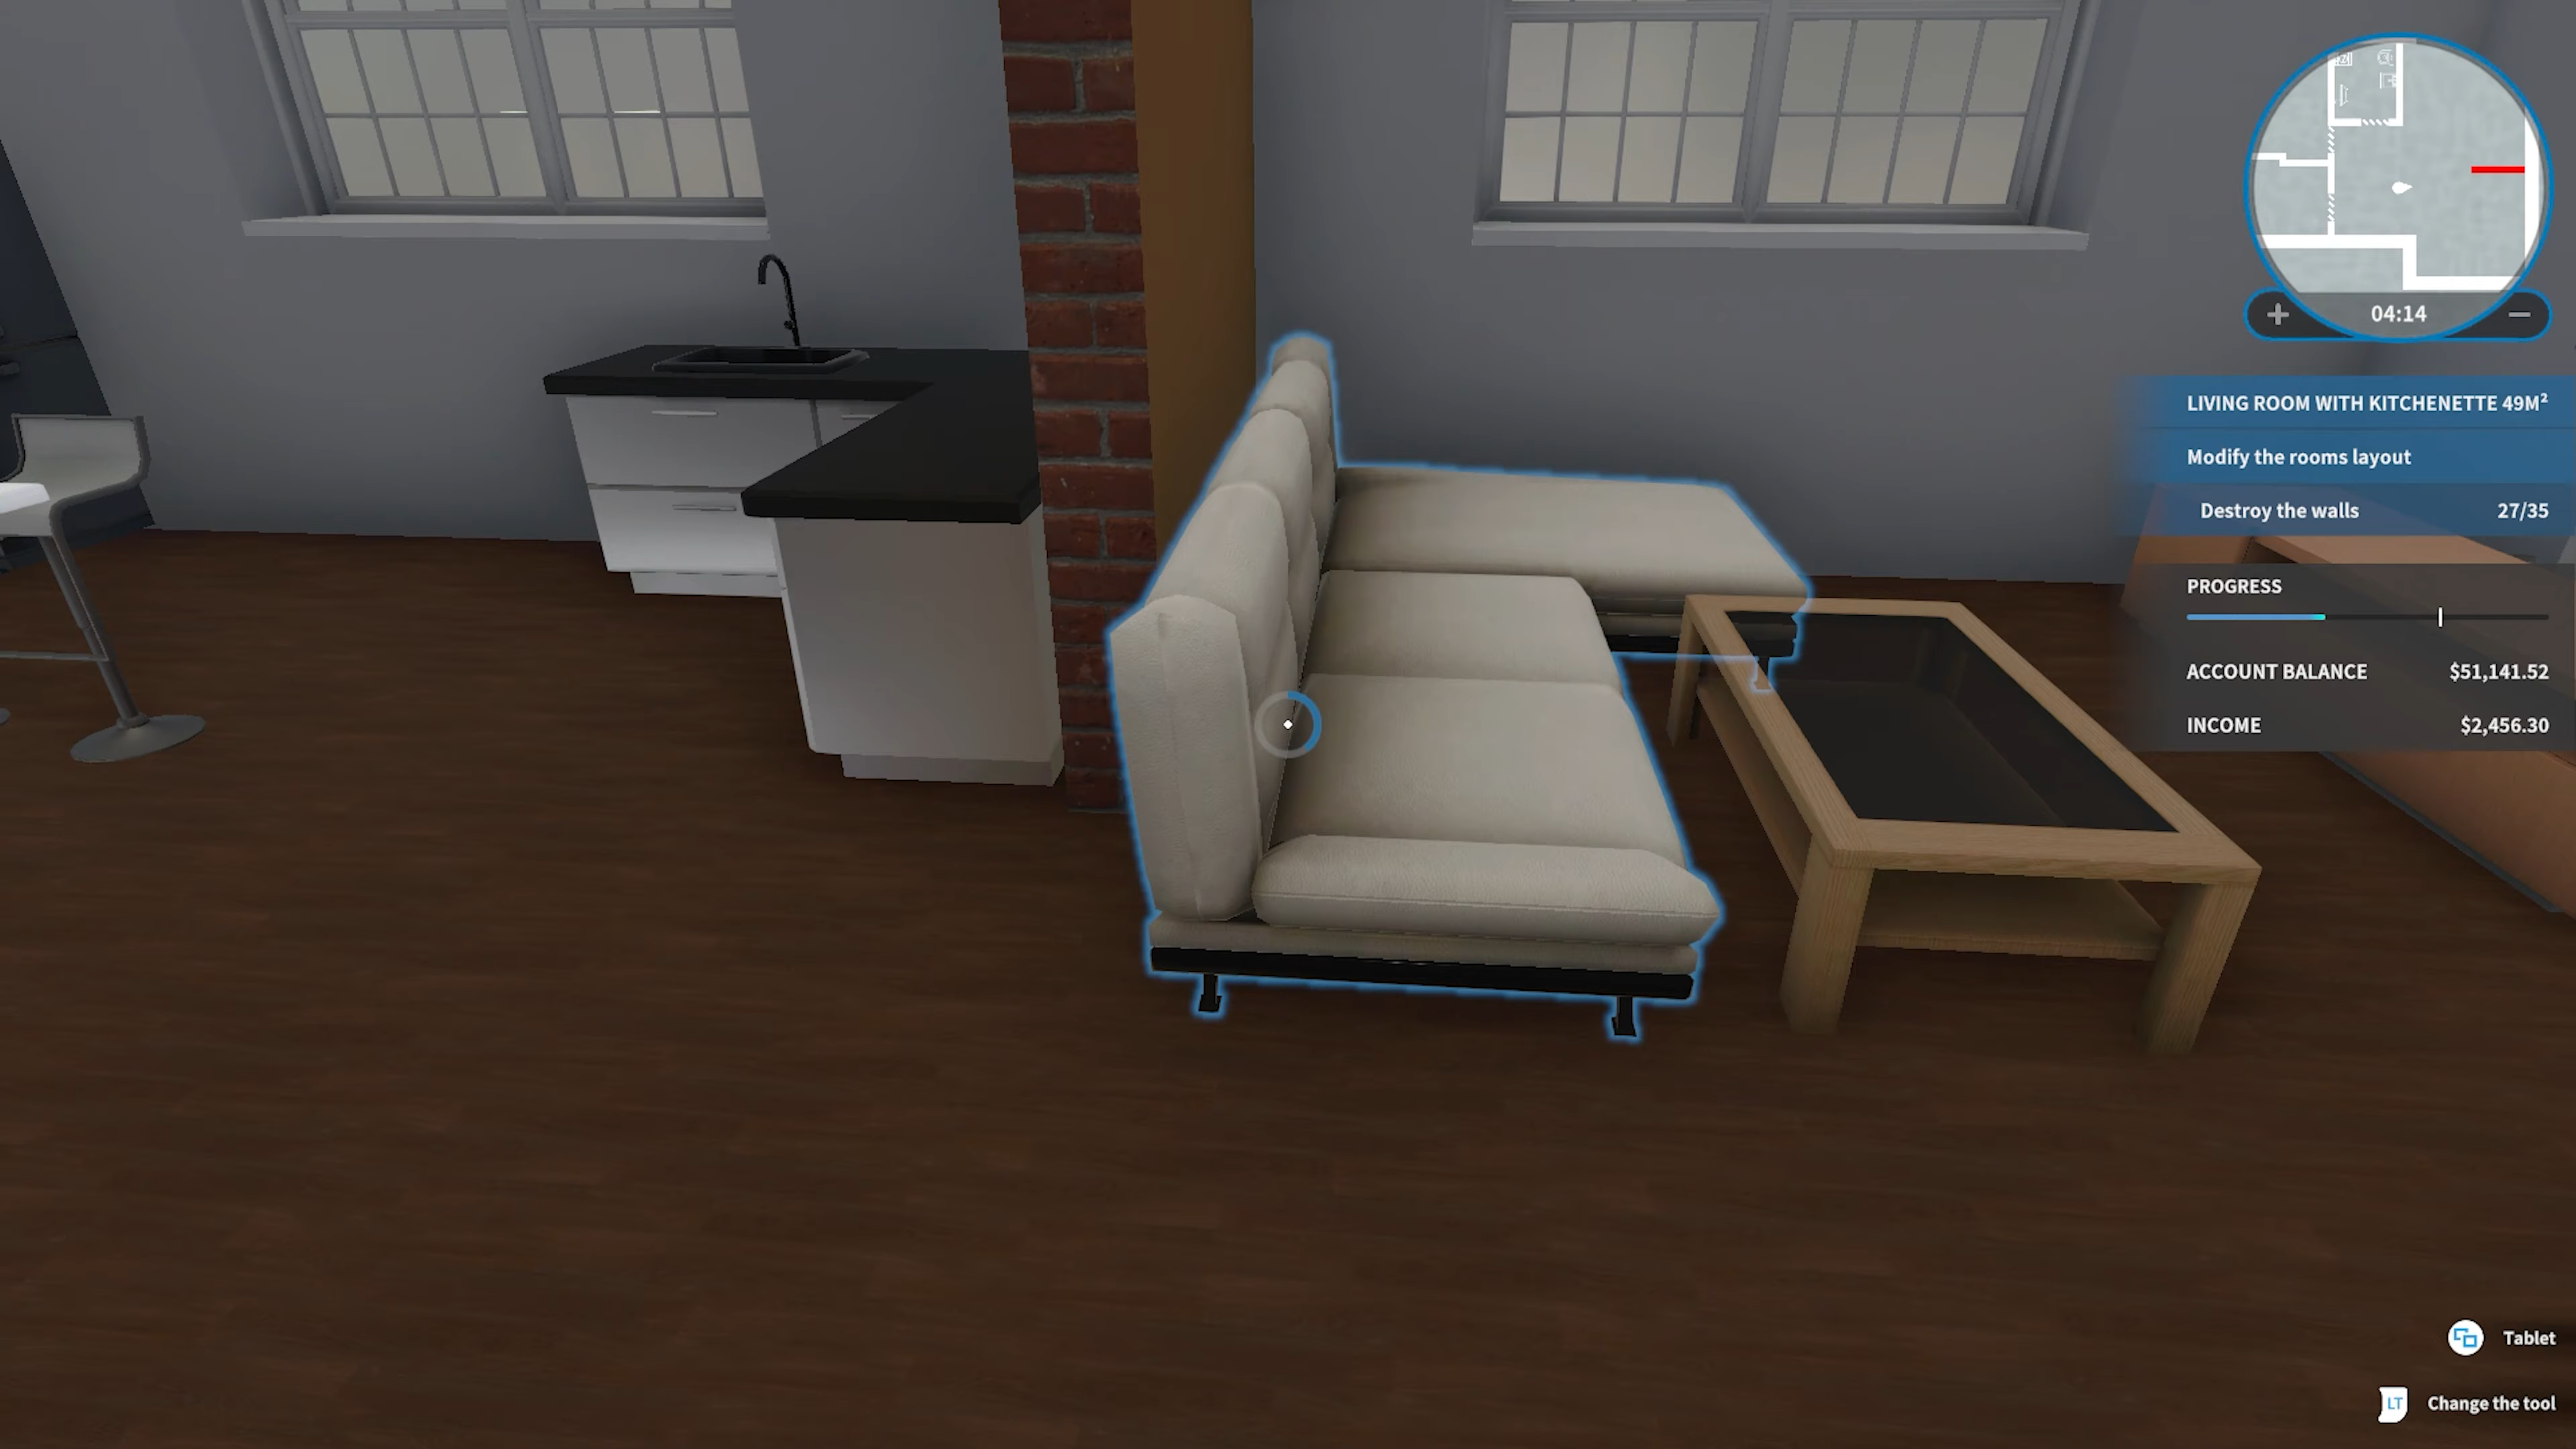 04:14
LIVING ROOM WITH KITCHENETTE 49M²
Modify the rooms layout
Destroy the walls 27/35
PROGRESS
ACCOUNT BALANCE $51,141.52
INCOME $2,456.30
Tablet
LT Change the tool